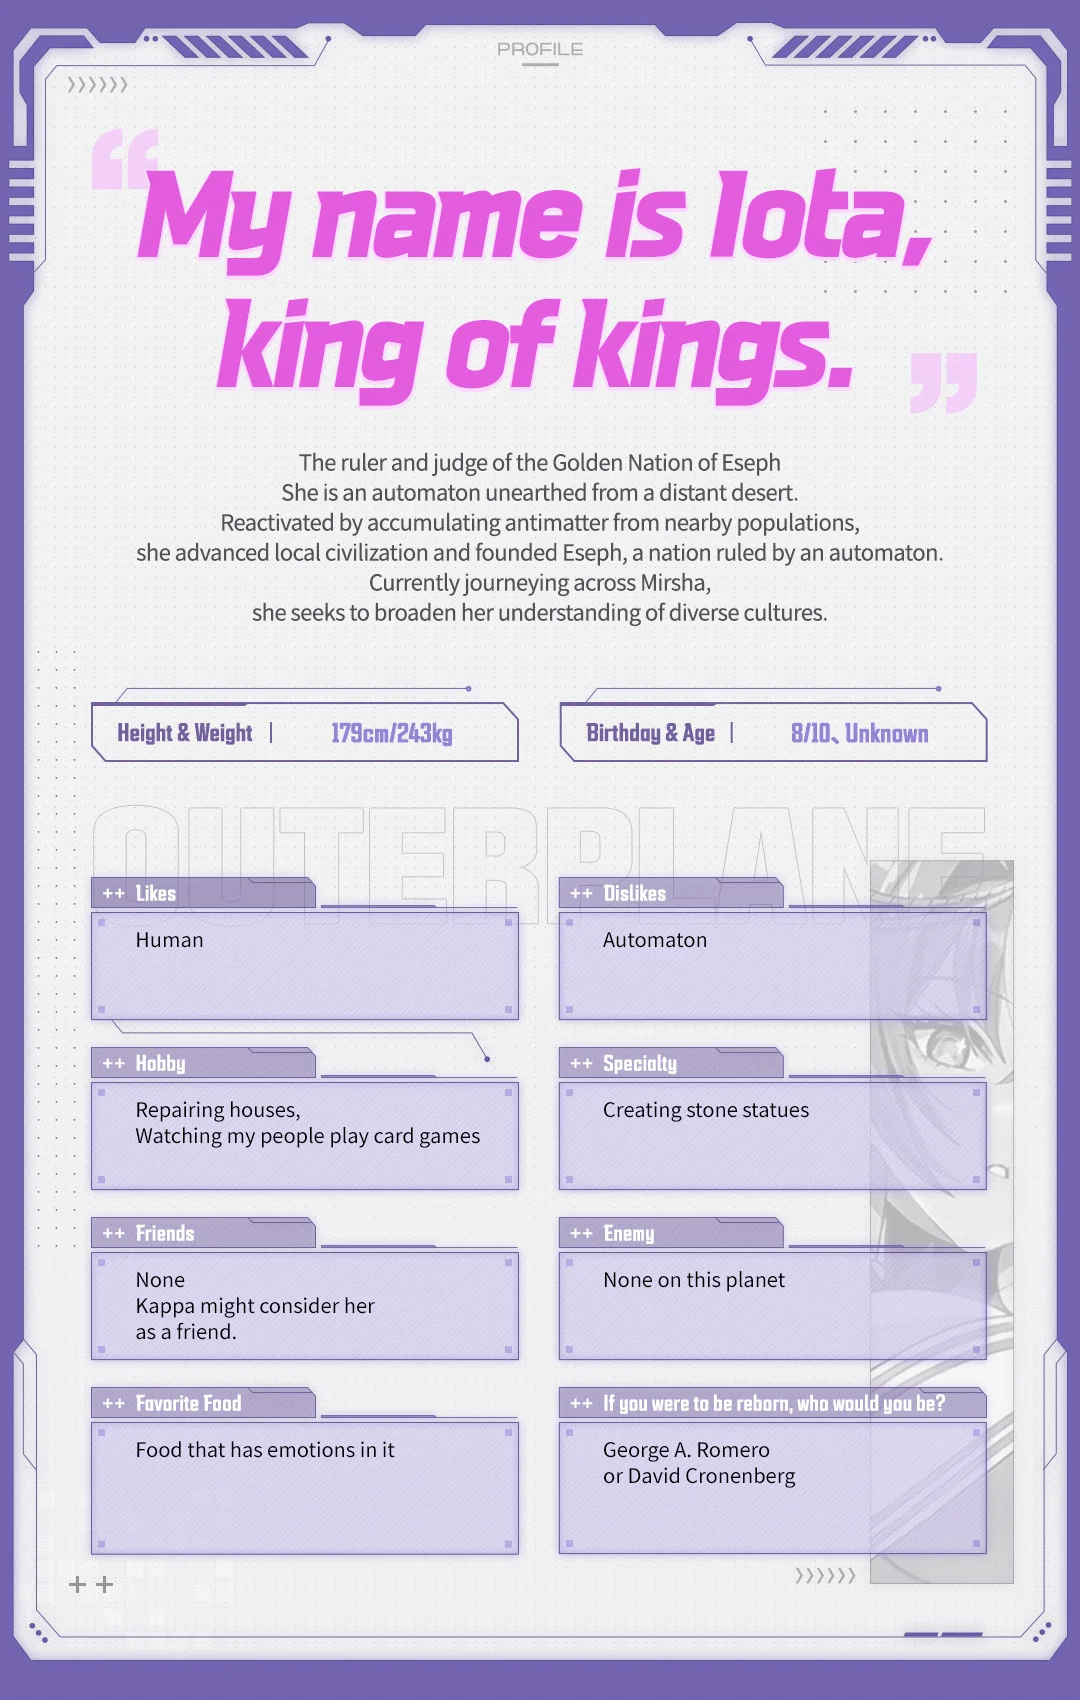 PROFILE
“My name is Iota,
king of kings.”
The ruler and judge of the Golden Nation of Eseph
She is an automaton unearthed from a distant desert.
Reactivated by accumulating antimatter from nearby populations,
she advanced local civilization and founded Eseph, a nation ruled by an automaton.
Currently journeying across Mirsha,
she seeks to broaden her understanding of diverse cultures.
Height & Weight | 179cm/243kg
Birthday & Age | 8/10、Unknown
OUTERPLANE
++ Likes
Human
++ Dislikes
Automaton
++ Hobby
Repairing houses,
Watching my people play card games
++ Specialty
Creating stone statues
++ Friends
None
Kappa might consider her
as a friend.
++ Enemy
None on this planet
++ Favorite Food
Food that has emotions in it
++ If you were to be reborn, who would you be?
George A. Romero
or David Cronenberg